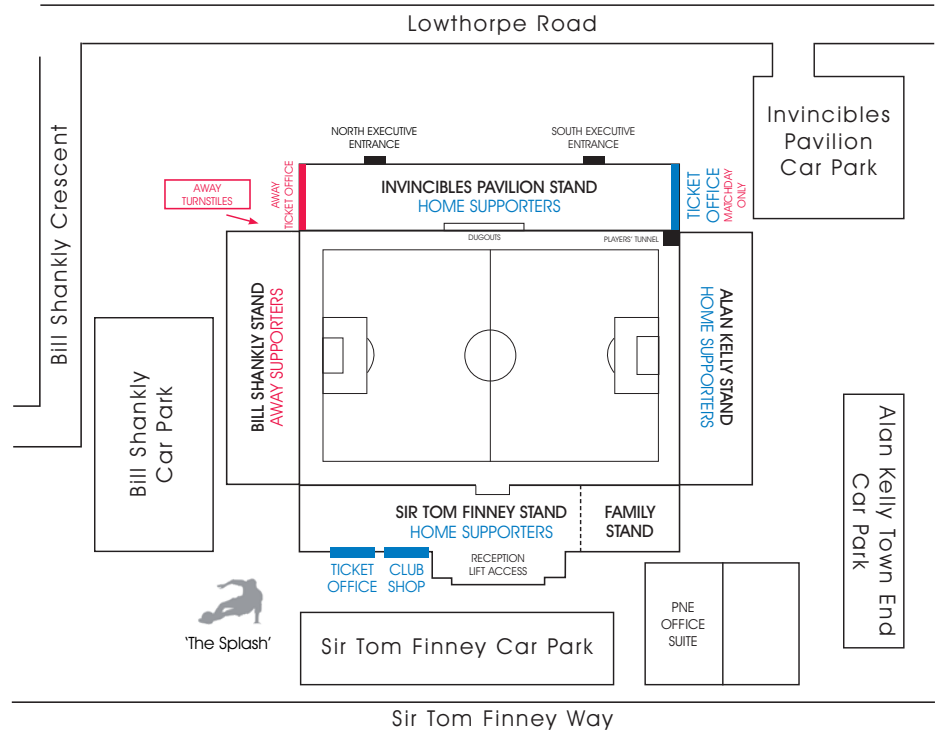 Lowthorpe Road
Bill Shankly Crescent
Invincibles
Pavilion
Car Park
NORTH EXECUTIVE
ENTRANCE
SOUTH EXECUTIVE
ENTRANCE
AWAY
TURNSTILES
AWAY
TICKET OFFICE
INVINCIBLES PAVILION STAND
HOME SUPPORTERS
TICKET
OFFICE
MATCHDAY
ONLY
DUGOUTS
PLAYERS' TUNNEL
BILL SHANKLY STAND
AWAY SUPPORTERS
ALAN KELLY STAND
HOME SUPPORTERS
Bill Shankly
Car Park
Alan Kelly Town End
Car Park
SIR TOM FINNEY STAND
HOME SUPPORTERS
FAMILY
STAND
TICKET
OFFICE
CLUB
SHOP
RECEPTION
LIFT ACCESS
'The Splash'
Sir Tom Finney Car Park
PNE
OFFICE
SUITE
Sir Tom Finney Way